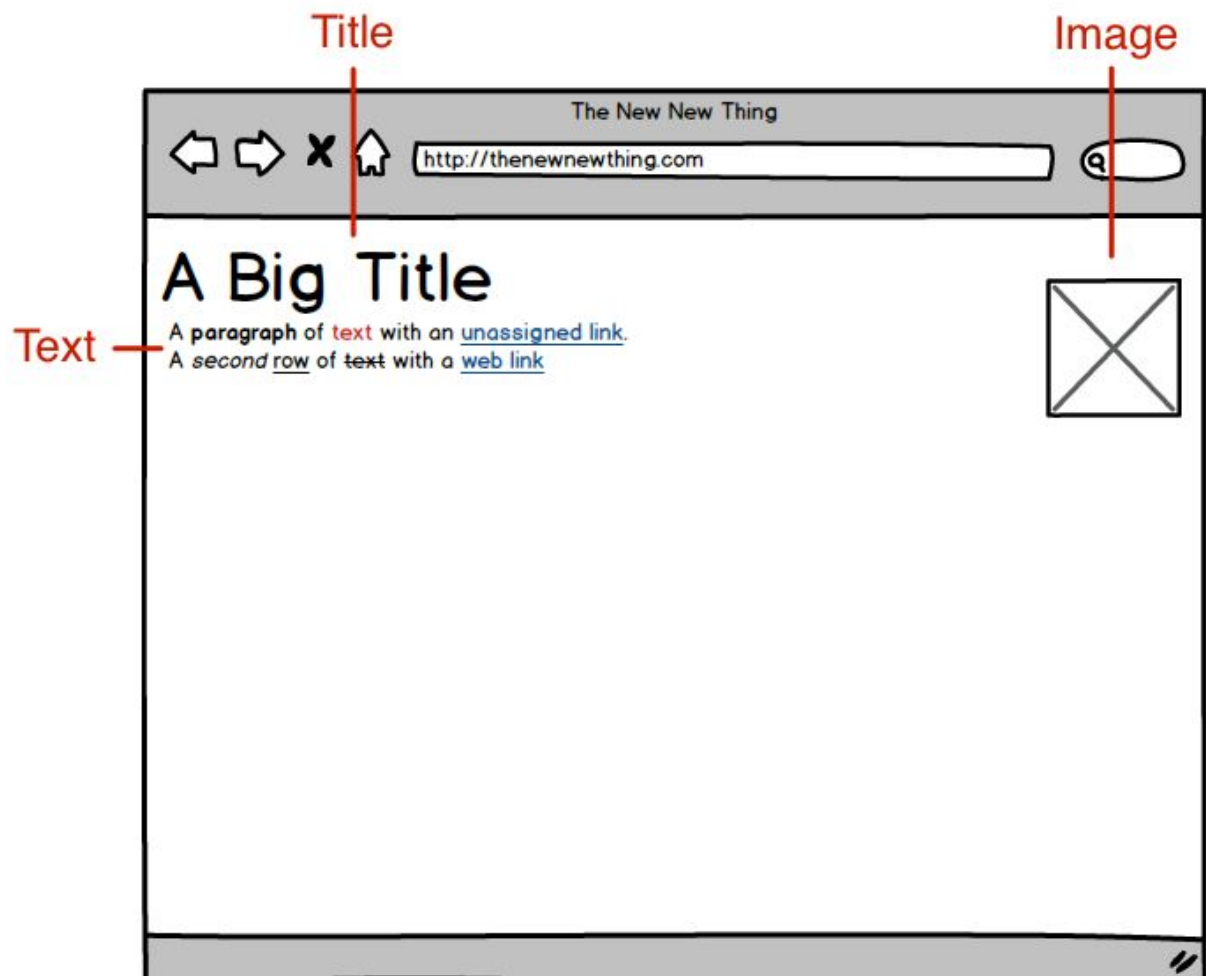 Title
Image
The New New Thing
http://thenewnewthing.com
A Big Title
Text
A paragraph of text with an unassigned link.
A second row of text with a web link